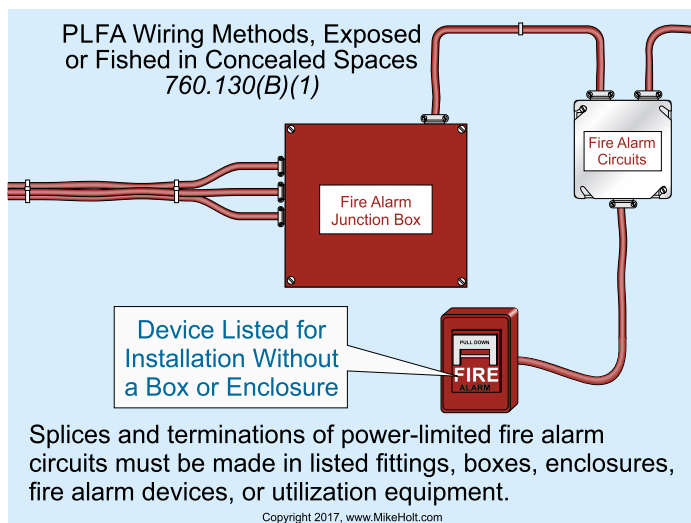 PLFA Wiring Methods, Exposed
or Fished in Concealed Spaces
760.130(B)(1)
Fire Alarm
Circuits
Fire Alarm
Junction Box
Device Listed for
Installation Without
a Box or Enclosure
PULL DOWN
FIRE
ALARM
Splices and terminations of power-limited fire alarm
circuits must be made in listed fittings, boxes, enclosures,
fire alarm devices, or utilization equipment.
Copyright 2017, www.MikeHolt.com